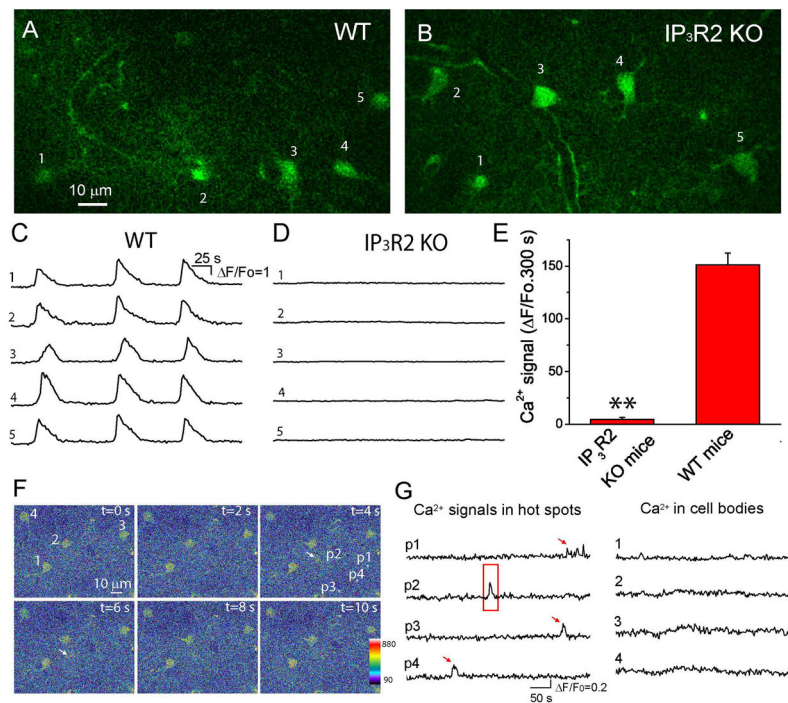 A
WT
1
2
3
4
5
10 μm
B
IP₃R2 KO
1
2
3
4
5
C
WT
25 s
ΔF/Fo=1
1
2
3
4
5
D
IP₃R2 KO
1
2
3
4
5
E
Ca²⁺ signal (ΔF/Fo.300 s)
150
100
50
0
**
IP₃R2
KO mice
WT mice
F
t=0 s
4
3
2
1
10 μm
t=2 s
t=4 s
p2
p1
p4
p3
t=6 s
t=8 s
t=10 s
880
90
G
Ca²⁺ signals in hot spots
p1
p2
p3
p4
50 s
ΔF/F₀=0.2
Ca²⁺ in cell bodies
1
2
3
4